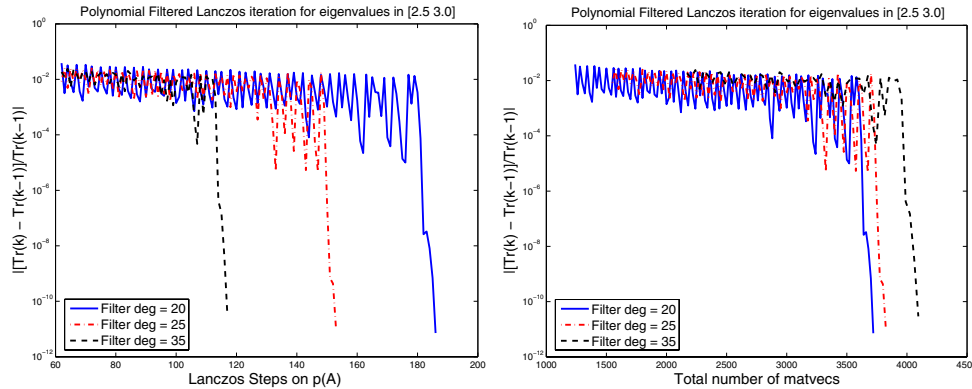 Polynomial Filtered Lanczos iteration for eigenvalues in [2.5 3.0]
10^0
10^-2
10^-4
10^-6
10^-8
10^-10
10^-12
|[Tr(k) − Tr(k−1)]/Tr(k−1)|
Filter deg = 20
Filter deg = 25
Filter deg = 35
60 80 100 120 140 160 180 200
Lanczos Steps on p(A)
Polynomial Filtered Lanczos iteration for eigenvalues in [2.5 3.0]
10^0
10^-2
10^-4
10^-6
10^-8
10^-10
10^-12
|[Tr(k) − Tr(k−1)]/Tr(k−1)|
Filter deg = 20
Filter deg = 25
Filter deg = 35
1000 1500 2000 2500 3000 3500 4000 450
Total number of matvecs